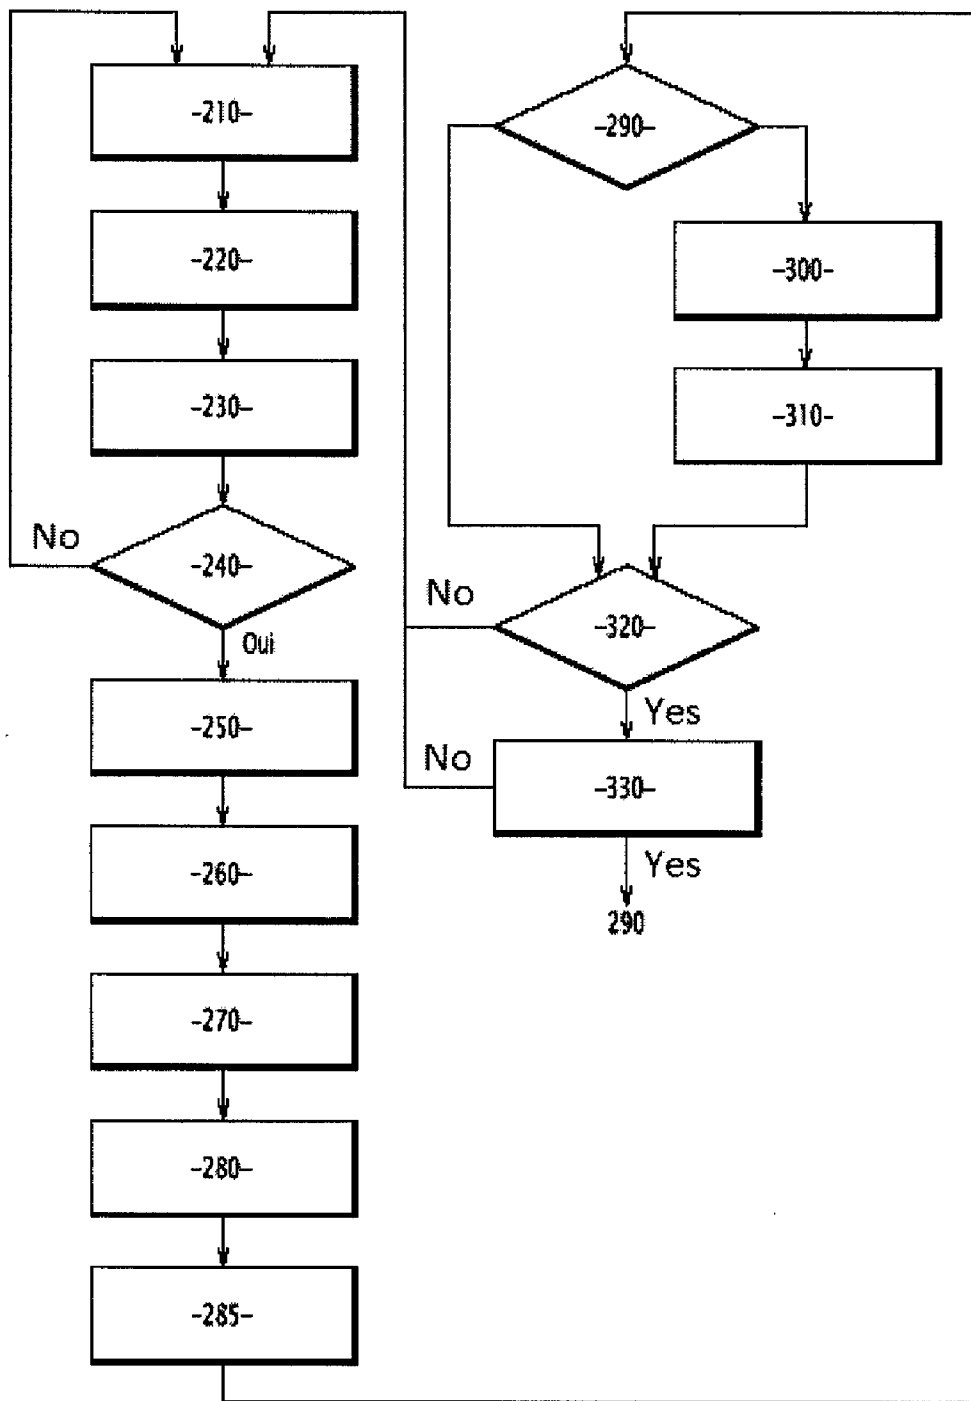 -210-
-220-
-230-
No
-240-
Oui
-250-
-260-
-270-
-280-
-285-
-290-
-300-
-310-
No
-320-
Yes
No
-330-
Yes
290